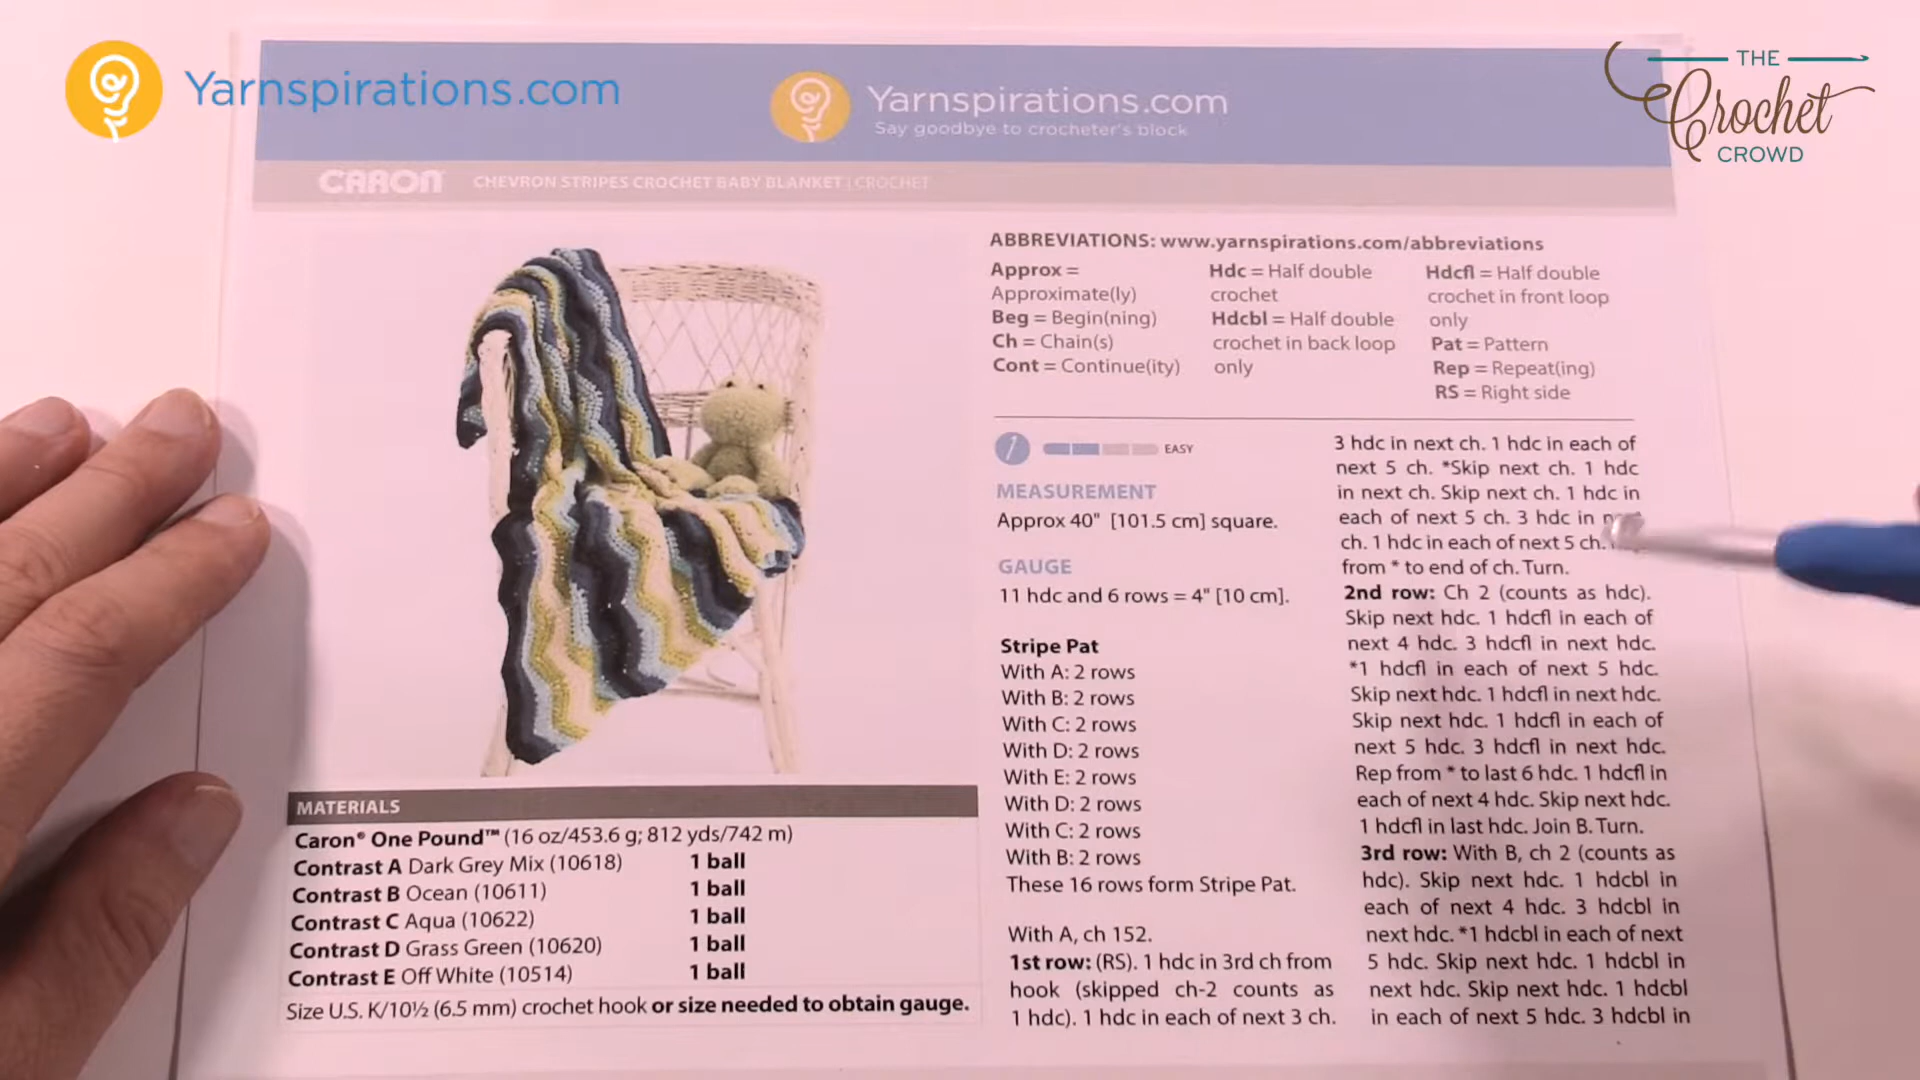 Yarnspirations.com
THE
Crochet
CROWD
Yarnspirations.com
Say goodbye to crocheter's block
CARON
CHEVRON STRIPES CROCHET BABY BLANKET | CROCHET
ABBREVIATIONS: www.yarnspirations.com/abbreviations
Approx =
Approximate(ly)
Beg = Begin(ning)
Ch = Chain(s)
Cont = Continue(ity)
Hdc = Half double
crochet
Hdcbl = Half double
crochet in back loop
only
Hdcfl = Half double
crochet in front loop
only
Pat = Pattern
Rep = Repeat(ing)
RS = Right side
EASY
MEASUREMENT
Approx 40" [101.5 cm] square.
GAUGE
11 hdc and 6 rows = 4" [10 cm].
Stripe Pat
With A: 2 rows
With B: 2 rows
With C: 2 rows
With D: 2 rows
With E: 2 rows
With D: 2 rows
With C: 2 rows
With B: 2 rows
These 16 rows form Stripe Pat.
With A, ch 152.
1st row: (RS). 1 hdc in 3rd ch from
hook (skipped ch-2 counts as
1 hdc). 1 hdc in each of next 3 ch.
3 hdc in next ch. 1 hdc in each of
next 5 ch. *Skip next ch. 1 hdc
in next ch. Skip next ch. 1 hdc in
each of next 5 ch. 3 hdc in
ch. 1 hdc in each of next 5 ch.
from * to end of ch. Turn.
2nd row: Ch 2 (counts as hdc).
Skip next hdc. 1 hdcfl in each of
next 4 hdc. 3 hdcfl in next hdc.
*1 hdcfl in each of next 5 hdc.
Skip next hdc. 1 hdcfl in next hdc.
Skip next hdc. 1 hdcfl in each of
next 5 hdc. 3 hdcfl in next hdc.
Rep from * to last 6 hdc. 1 hdcfl in
each of next 4 hdc. Skip next hdc.
1 hdcfl in last hdc. Join B. Turn.
3rd row: With B, ch 2 (counts as
hdc). Skip next hdc. 1 hdcbl in
each of next 4 hdc. 3 hdcbl in
next hdc. *1 hdcbl in each of next
5 hdc. Skip next hdc. 1 hdcbl in
next hdc. Skip next hdc. 1 hdcbl
in each of next 5 hdc. 3 hdcbl in
MATERIALS
Caron® One Pound™ (16 oz/453.6 g; 812 yds/742 m)
Contrast A Dark Grey Mix (10618) 1 ball
Contrast B Ocean (10611) 1 ball
Contrast C Aqua (10622) 1 ball
Contrast D Grass Green (10620) 1 ball
Contrast E Off White (10514) 1 ball
Size U.S. K/10½ (6.5 mm) crochet hook or size needed to obtain gauge.